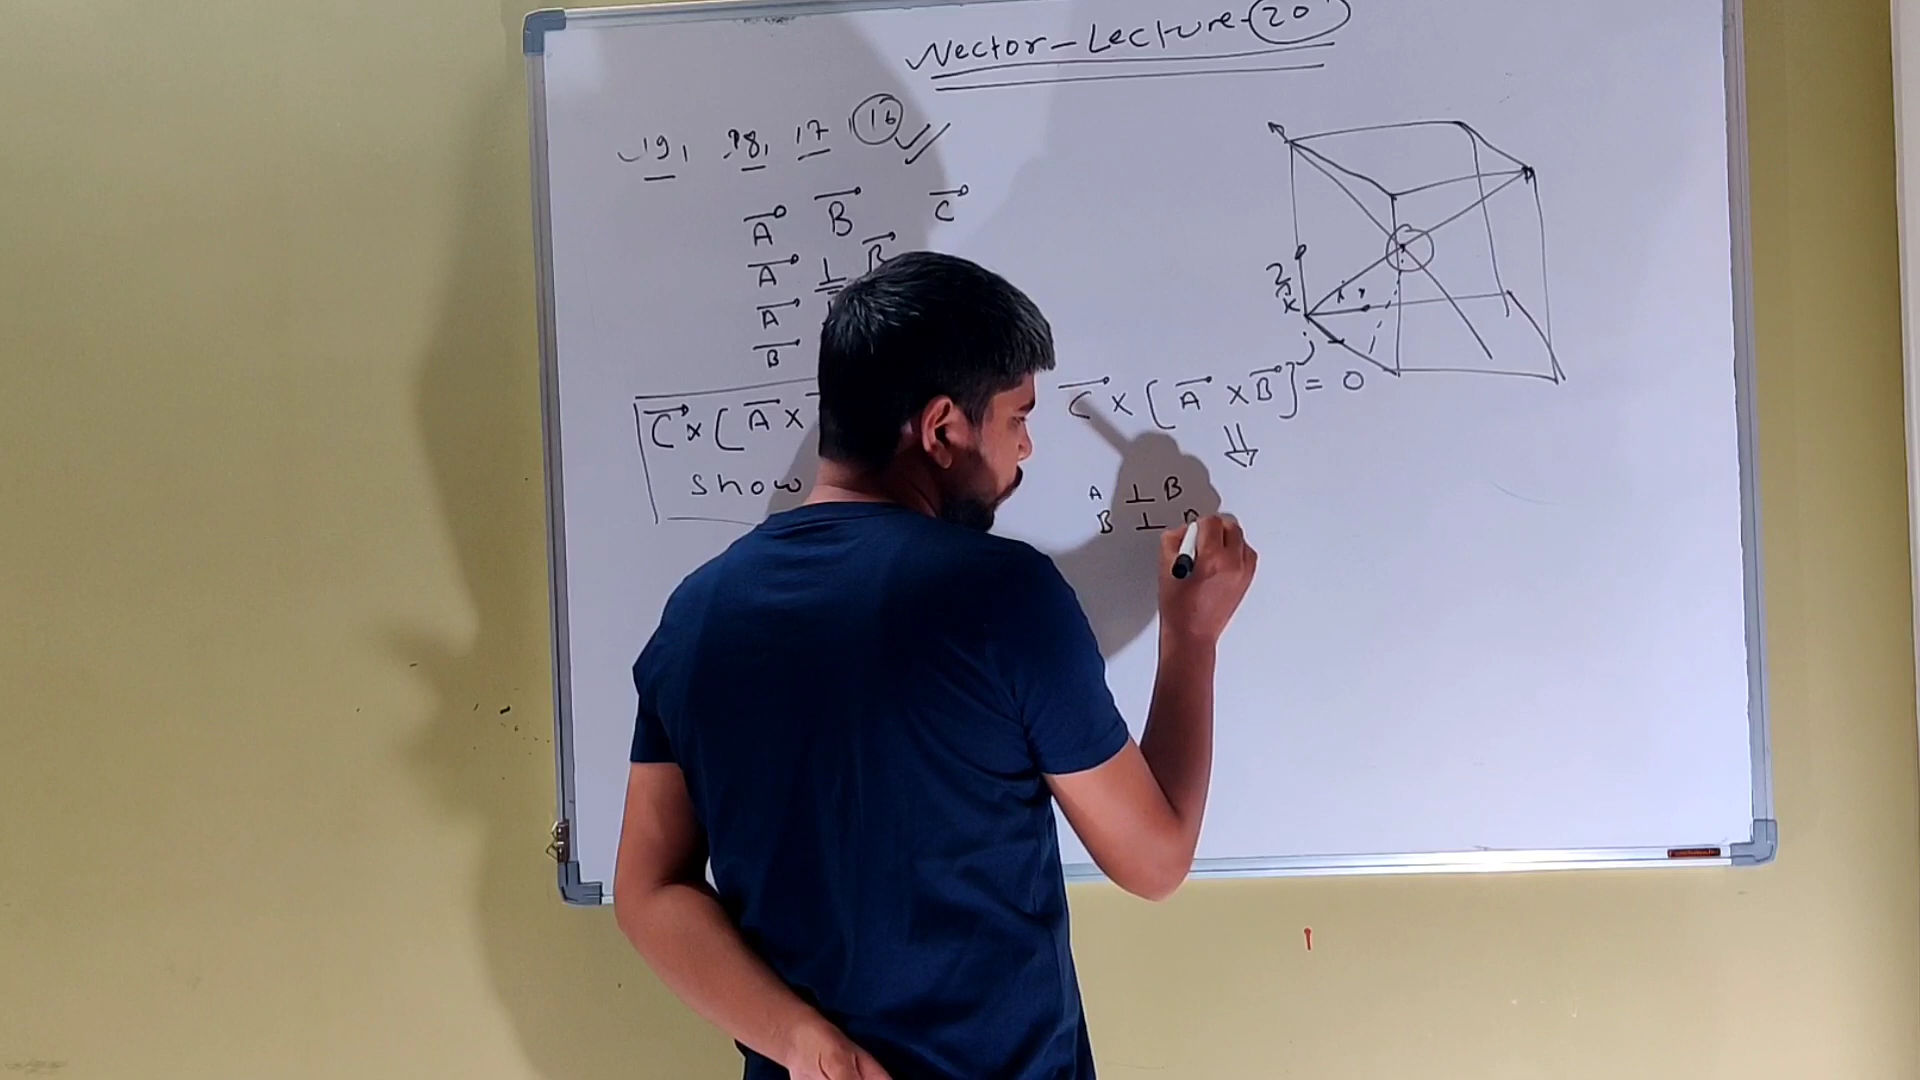 Vector - Lecture - 20
19, 18, 17, 16
A⃗ B⃗ C⃗
A⃗ ⊥ B⃗
A⃗
B⃗
C⃗ × [ A⃗ ×
show
C⃗ × [ A⃗ × B⃗ ] = 0
⇓
A ⊥ B
B ⊥